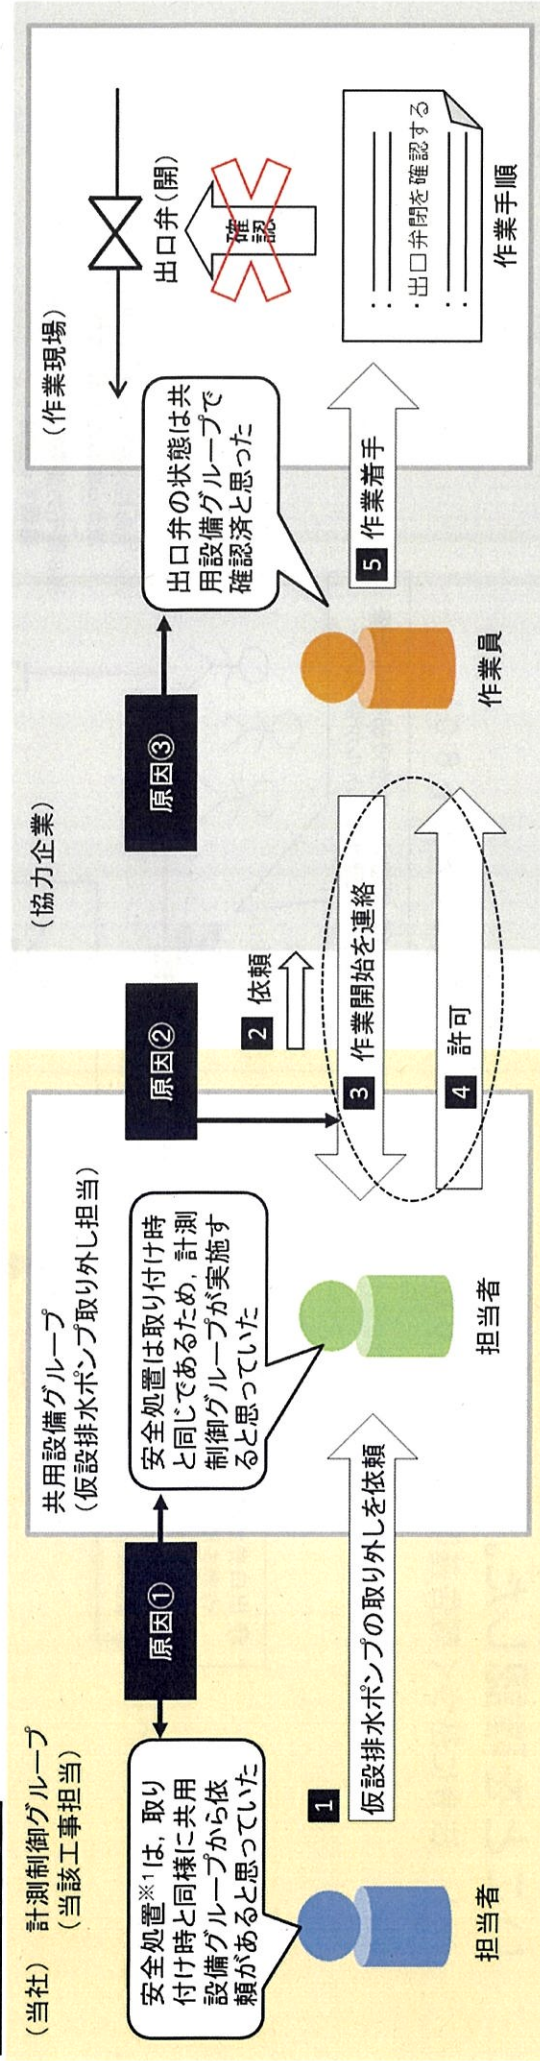 (当社) 計測制御グループ
(当該工事担当)
安全処置※1は,取り
付け時と同様に共用
設備グループから依
頼があると思っていた
担当者
原因①
1
仮設排水ポンプの取り外しを依頼
共用設備グループ
(仮設排水ポンプ取り外し担当)
安全処置は取り付け時
と同じであるため,計測
制御グループが実施す
ると思っていた
担当者
原因②
2 依頼
3 作業開始を連絡
4 許可
(協力企業)
原因③
出口弁の状態は共
用設備グループで
確認済と思った
作業員
5 作業着手
(作業現場)
出口弁(開)
確認
・出口弁閉を確認する
作業手順